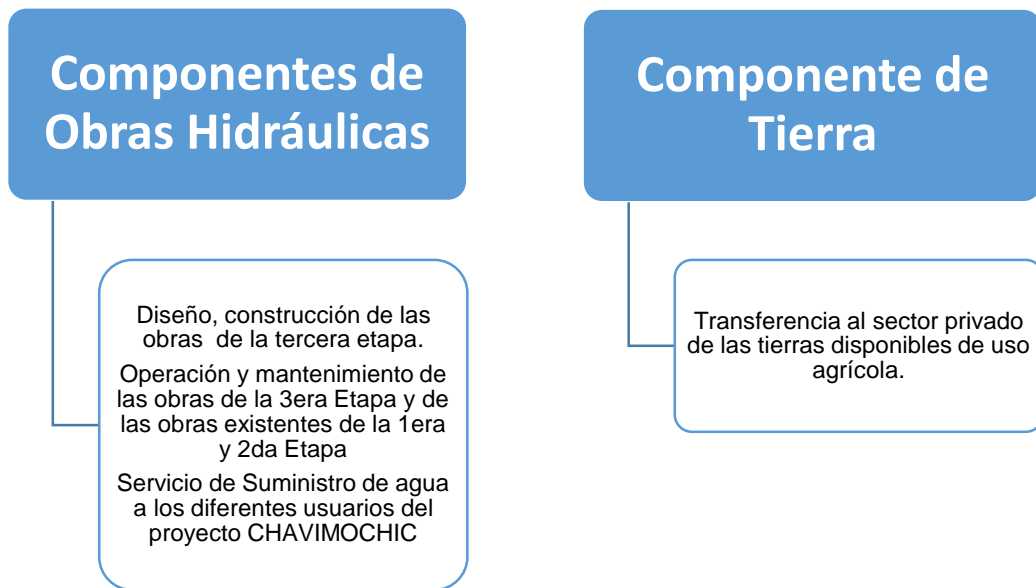 Componentes de
Obras Hidráulicas
Diseño, construcción de las
obras de la tercera etapa.
Operación y mantenimiento de
las obras de la 3era Etapa y de
las obras existentes de la 1era
y 2da Etapa
Servicio de Suministro de agua
a los diferentes usuarios del
proyecto CHAVIMOCHIC
Componente de
Tierra
Transferencia al sector privado
de las tierras disponibles de uso
agrícola.